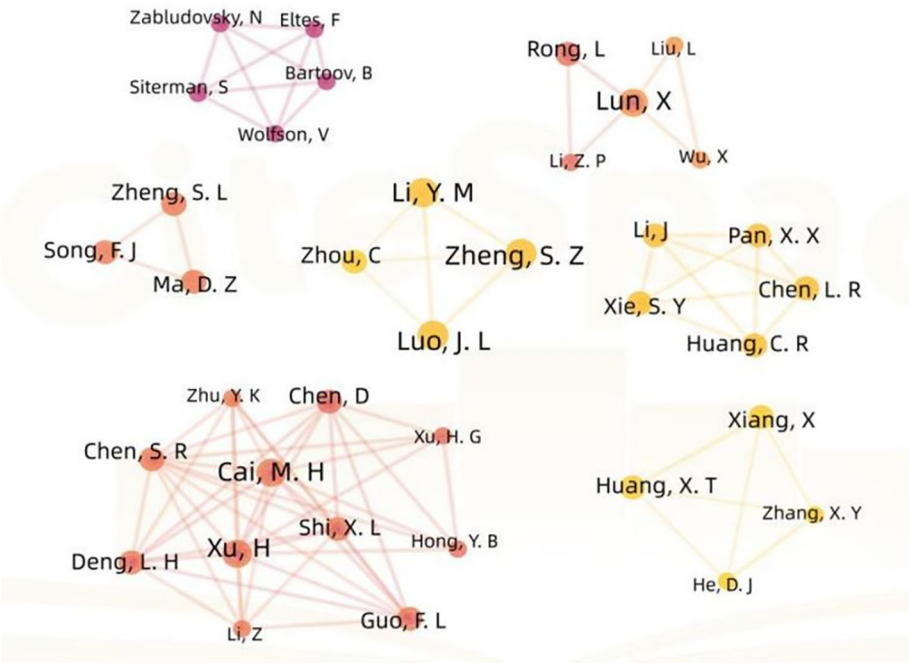 Zabludovsky, N
Eltes, F
Siterman, S
Bartoov, B
Wolfson, V
Rong, L
Liu, L
Lun, X
Li, Z. P
Wu, X
Zheng, S. L
Song, F. J
Ma, D. Z
Li, Y. M
Zhou, C
Zheng, S. Z
Luo, J. L
Li, J
Pan, X. X
Xie, S. Y
Chen, L. R
Huang, C. R
Zhu, Y. K
Chen, D
Xu, H. G
Chen, S. R
Cai, M. H
Shi, X. L
Hong, Y. B
Deng, L. H
Xu, H
Guo, F. L
Li, Z
Xiang, X
Huang, X. T
Zhang, X. Y
He, D. J